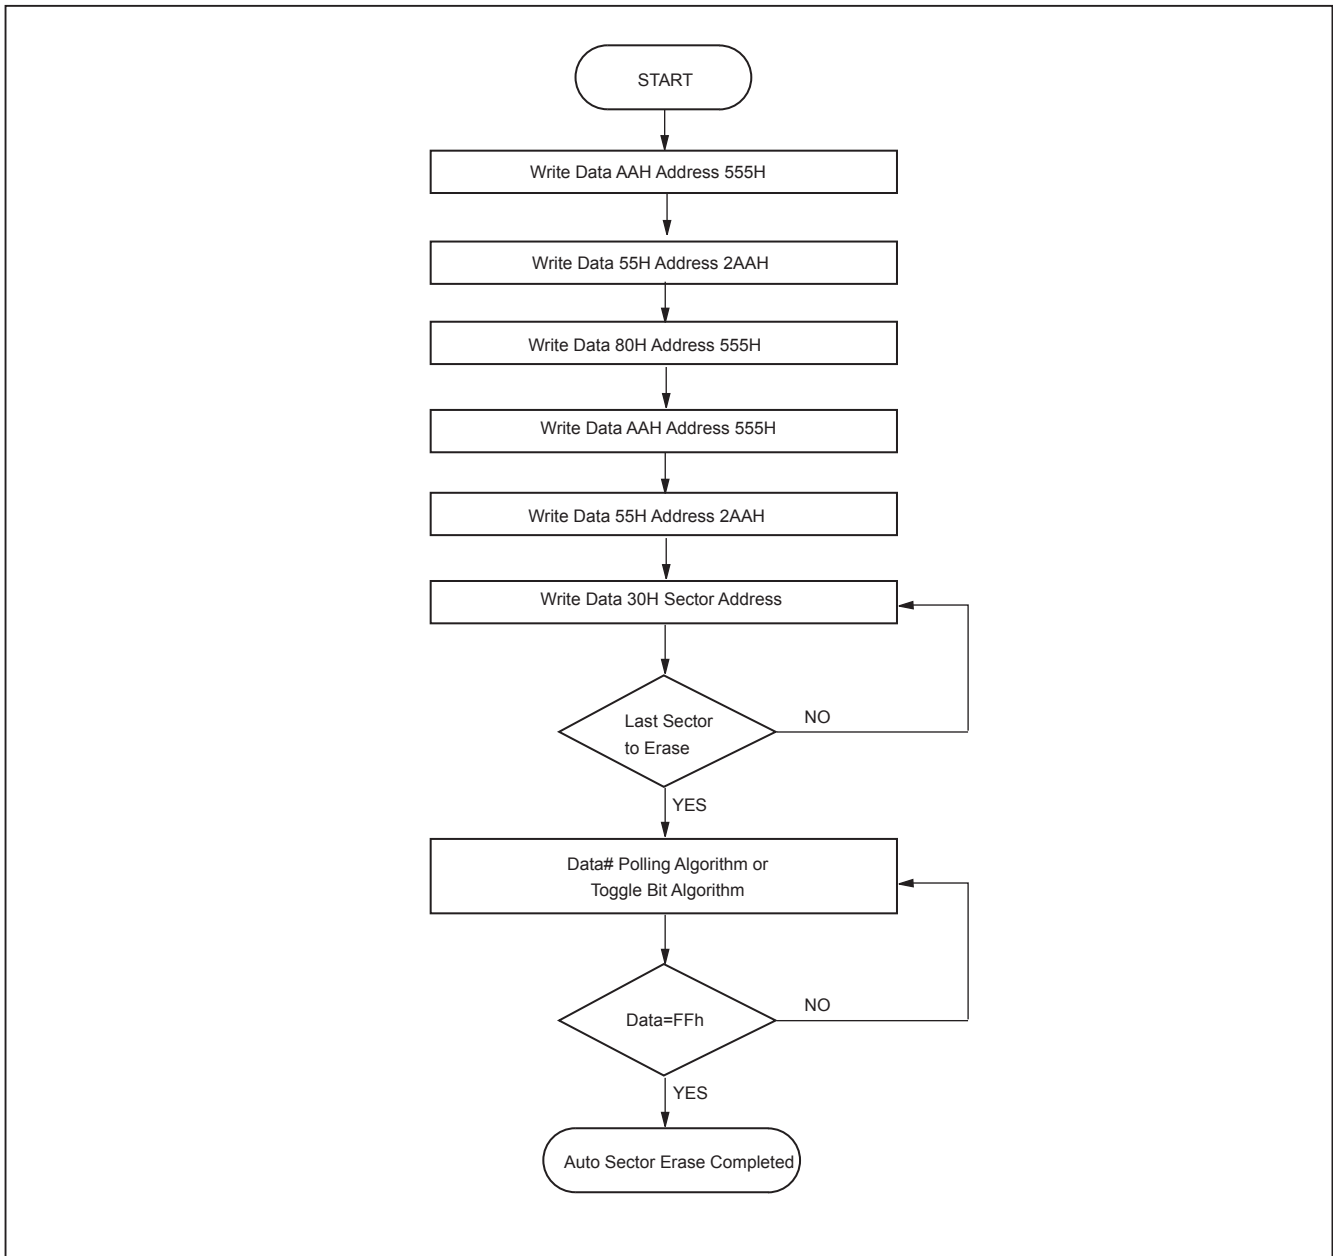 START
Write Data AAH Address 555H
Write Data 55H Address 2AAH
Write Data 80H Address 555H
Write Data AAH Address 555H
Write Data 55H Address 2AAH
Write Data 30H Sector Address
Last Sector
to Erase
NO
YES
Data# Polling Algorithm or
Toggle Bit Algorithm
Data=FFh
NO
YES
Auto Sector Erase Completed